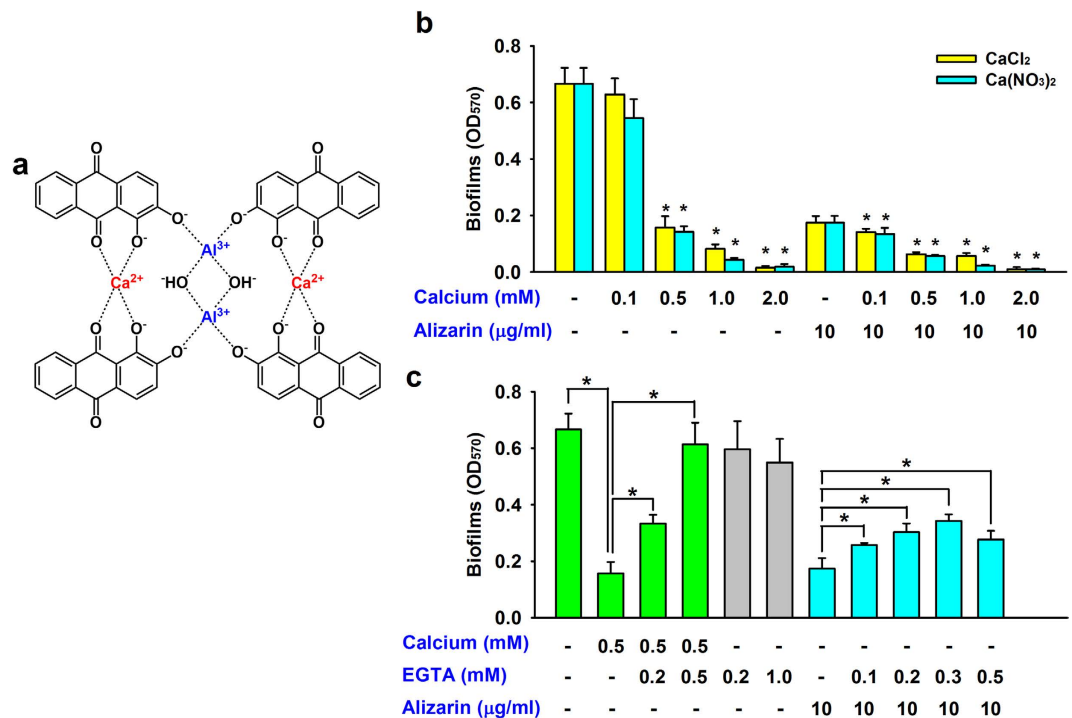 a
O
O
O
O⁻
O⁻
O⁻
O⁻
O
Al³⁺
Ca²⁺
⁻HO
OH⁻
Ca²⁺
Al³⁺
O
O⁻
O⁻
O⁻
O⁻
O
O
O
b
Biofilms (OD₅₇₀)
0.8
0.6
0.4
0.2
0.0
CaCl₂
Ca(NO₃)₂
* * * * * * * * * * * * * *
Calcium (mM) - 0.1 0.5 1.0 2.0 - 0.1 0.5 1.0 2.0
Alizarin (µg/ml) - - - - - 10 10 10 10 10
c
Biofilms (OD₅₇₀)
0.8
0.6
0.4
0.2
0.0
* * * * * * *
Calcium (mM) - 0.5 0.5 0.5 - - - - - - -
EGTA (mM) - - 0.2 0.5 0.2 1.0 - 0.1 0.2 0.3 0.5
Alizarin (µg/ml) - - - - - - 10 10 10 10 10